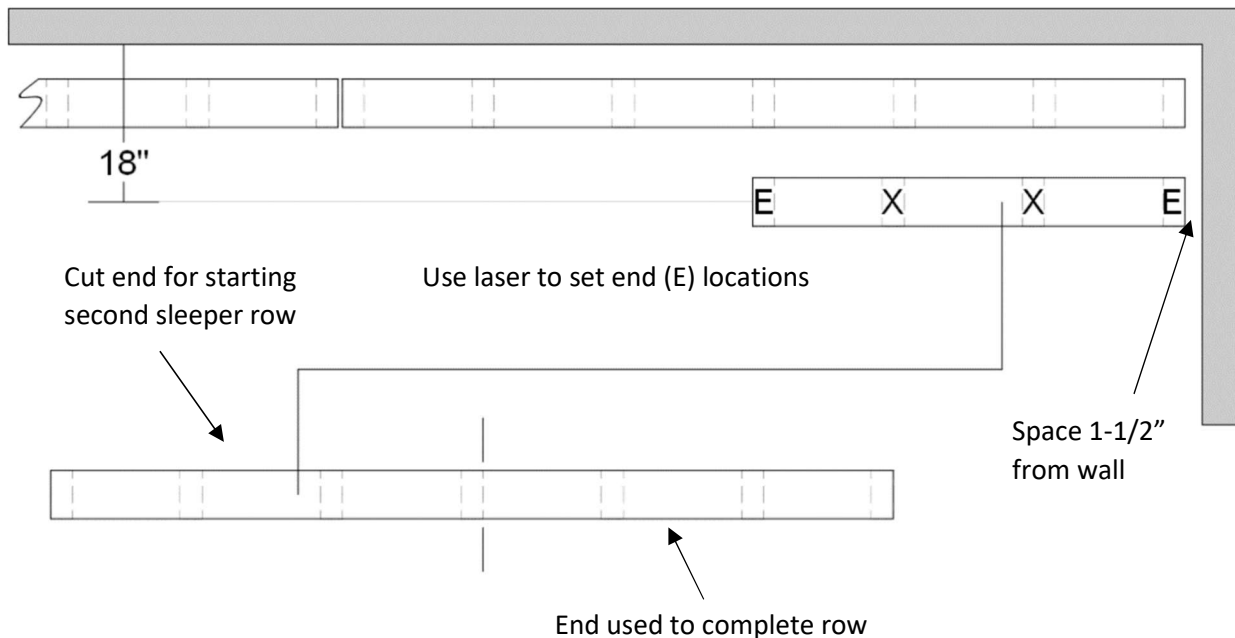 18"
E X X E
Cut end for starting
second sleeper row
Use laser to set end (E) locations
Space 1-1/2”
from wall
End used to complete row